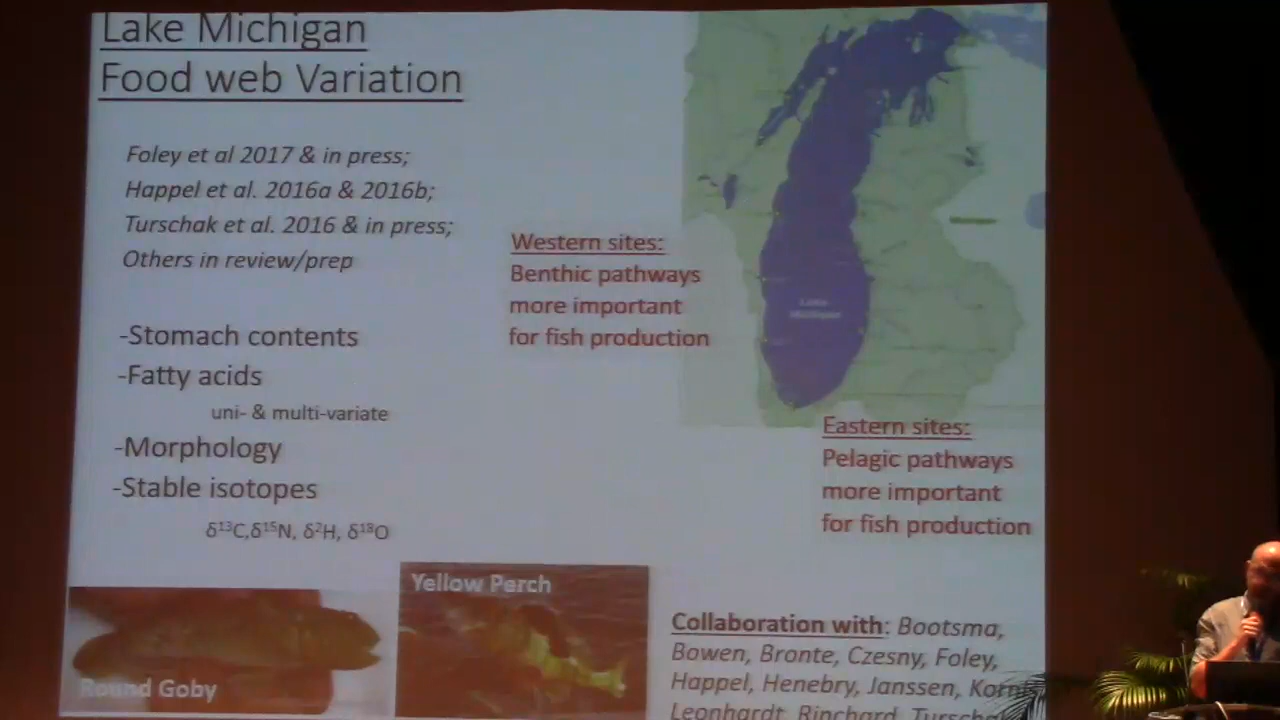 Lake Michigan
Food web Variation
Foley et al 2017 & in press;
Happel et al. 2016a & 2016b;
Turschak et al. 2016 & in press;
Others in review/prep
-Stomach contents
-Fatty acids
uni- & multi-variate
-Morphology
-Stable isotopes
δ¹³C,δ¹⁵N, δ²H, δ¹⁸O
Western sites:
Benthic pathways
more important
for fish production
Lake
Michigan
Eastern sites:
Pelagic pathways
more important
for fish production
Round Goby
Yellow Perch
Collaboration with: Bootsma,
Bowen, Bronte, Czesny, Foley,
Happel, Henebry, Janssen,
Leonhardt, Rinchard,